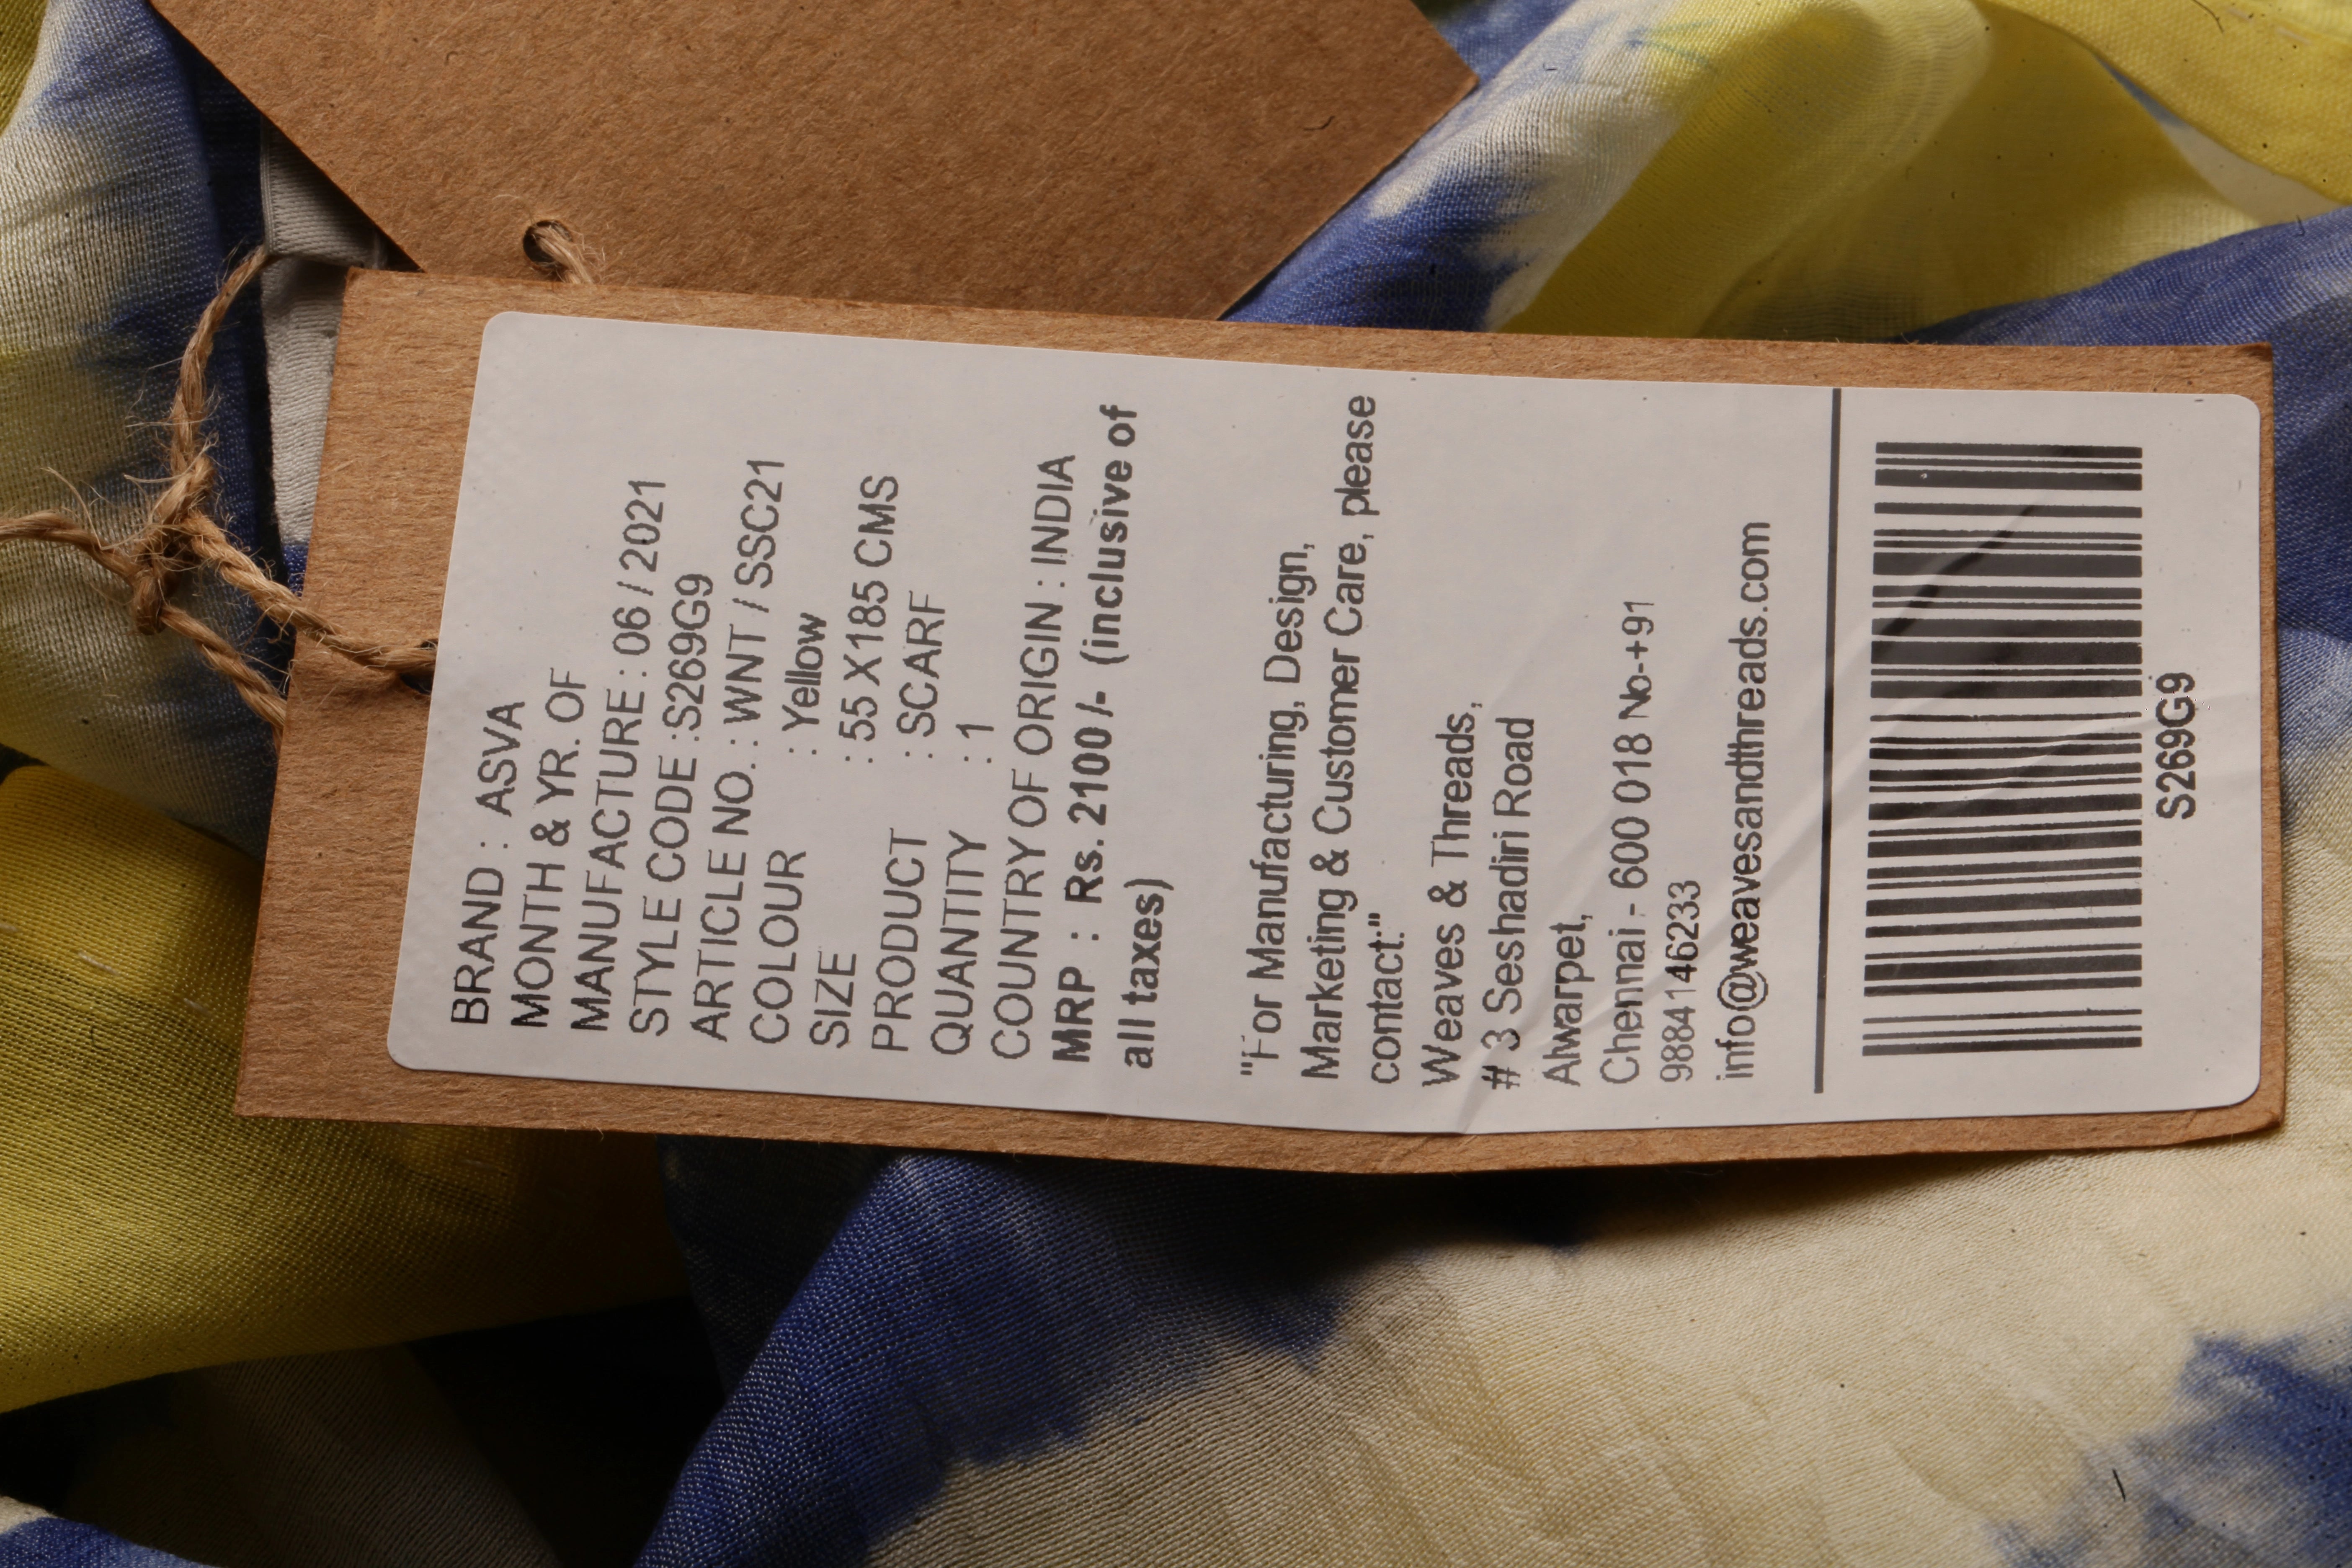 BRAND : ASVA
MONTH & YR. OF
MANUFACTURE : 06 / 2021
STYLE CODE :S269G9
ARTICLE NO. : WNT / SSC21
COLOUR : Yellow
SIZE : 55 X185 CMS
PRODUCT : SCARF
QUANTITY : 1
COUNTRY OF ORIGIN : INDIA
MRP : Rs. 2100 /- (inclusive of
all taxes)
"For Manufacturing, Design,
Marketing & Customer Care, please
contact:"
Weaves & Threads,
# 3 Seshadiri Road
Alwarpet,
Chennai - 600 018 No-+91
9884146233
info@weavesandthreads.com
S269G9